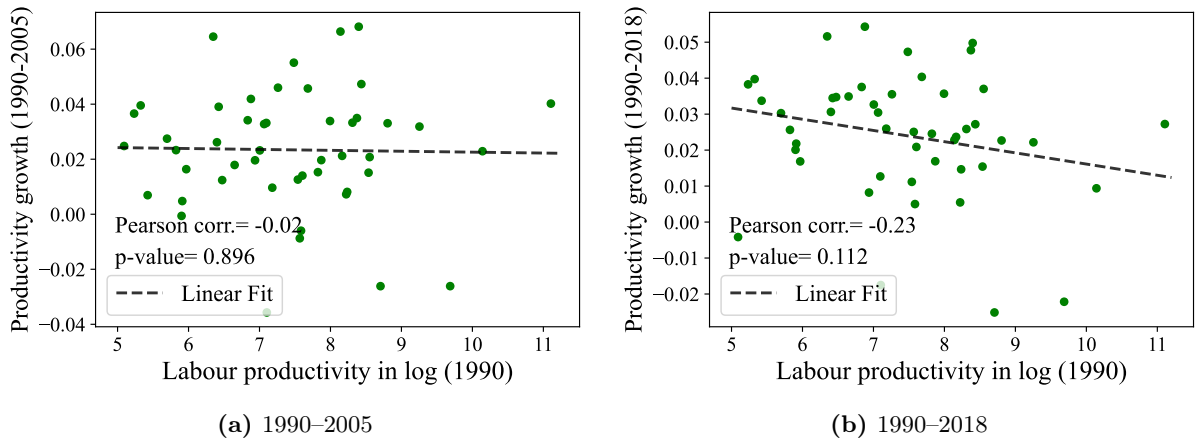 Productivity growth (1990-2005)
0.06
0.04
0.02
0.00
−0.02
−0.04
Pearson corr.= -0.02
p-value= 0.896
Linear Fit
5 6 7 8 9 10 11
Labour productivity in log (1990)
(a) 1990–2005
Productivity growth (1990-2018)
0.05
0.04
0.03
0.02
0.01
0.00
−0.01
−0.02
Pearson corr.= -0.23
p-value= 0.112
Linear Fit
5 6 7 8 9 10 11
Labour productivity in log (1990)
(b) 1990–2018